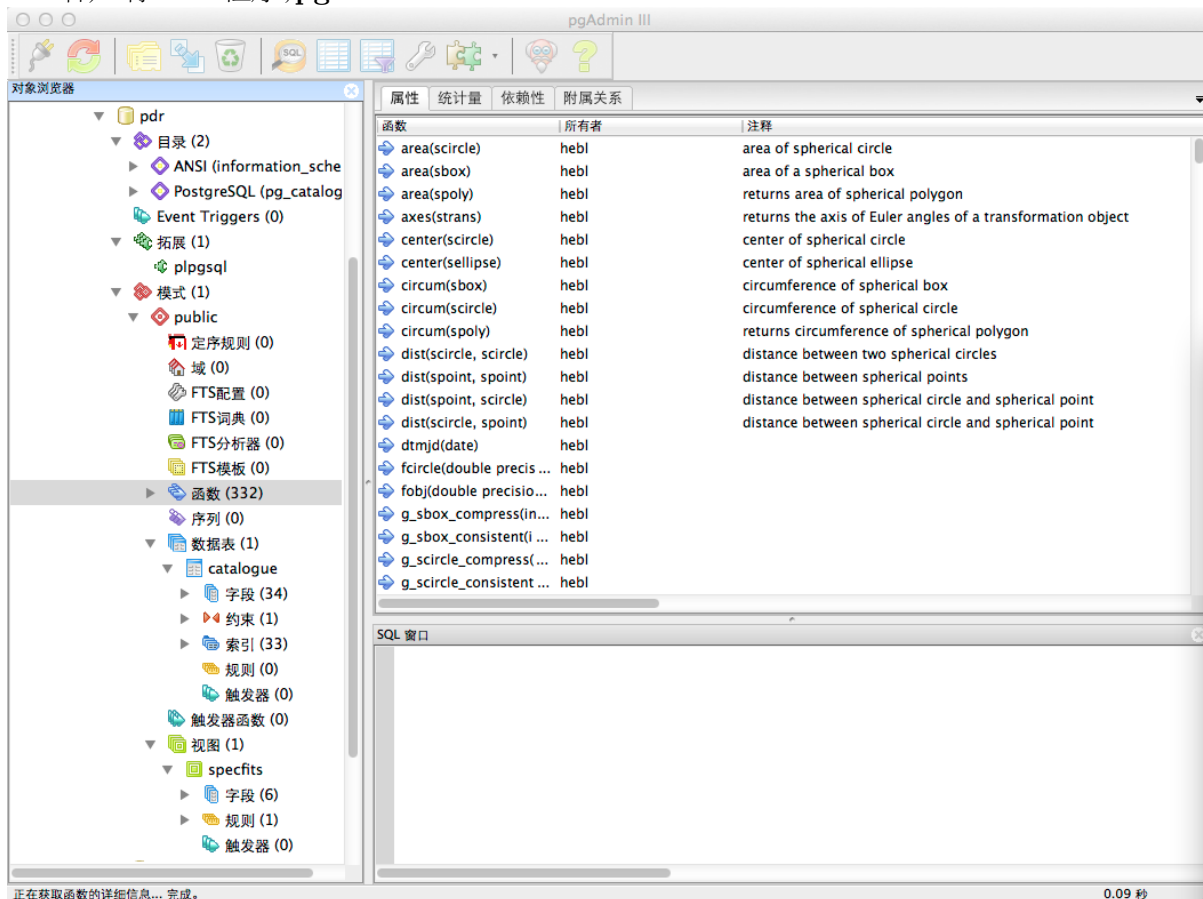 pgAdmin III
SQL
对象浏览器
pdr
目录 (2)
ANSI (information_sche
PostgreSQL (pg_catalog
Event Triggers (0)
拓展 (1)
plpgsql
模式 (1)
public
定序规则 (0)
域 (0)
FTS配置 (0)
FTS词典 (0)
FTS分析器 (0)
FTS模板 (0)
函数 (332)
序列 (0)
数据表 (1)
catalogue
字段 (34)
约束 (1)
索引 (33)
规则 (0)
触发器 (0)
触发器函数 (0)
视图 (1)
specfits
字段 (6)
规则 (1)
触发器 (0)
属性 统计量 依赖性 附属关系
函数 所有者 注释
area(scircle) hebl area of spherical circle
area(sbox) hebl area of a spherical box
area(spoly) hebl returns area of spherical polygon
axes(strans) hebl returns the axis of Euler angles of a transformation object
center(scircle) hebl center of spherical circle
center(sellipse) hebl center of spherical ellipse
circum(sbox) hebl circumference of spherical box
circum(scircle) hebl circumference of spherical circle
circum(spoly) hebl returns circumference of spherical polygon
dist(scircle, scircle) hebl distance between two spherical circles
dist(spoint, spoint) hebl distance between spherical points
dist(spoint, scircle) hebl distance between spherical circle and spherical point
dist(scircle, spoint) hebl distance between spherical circle and spherical point
dtmjd(date) hebl
fcircle(double precis ... hebl
fobj(double precisio... hebl
g_sbox_compress(in... hebl
g_sbox_consistent(i ... hebl
g_scircle_compress( ... hebl
g_scircle_consistent ... hebl
SQL 窗口
正在获取函数的详细信息... 完成。
0.09 秒